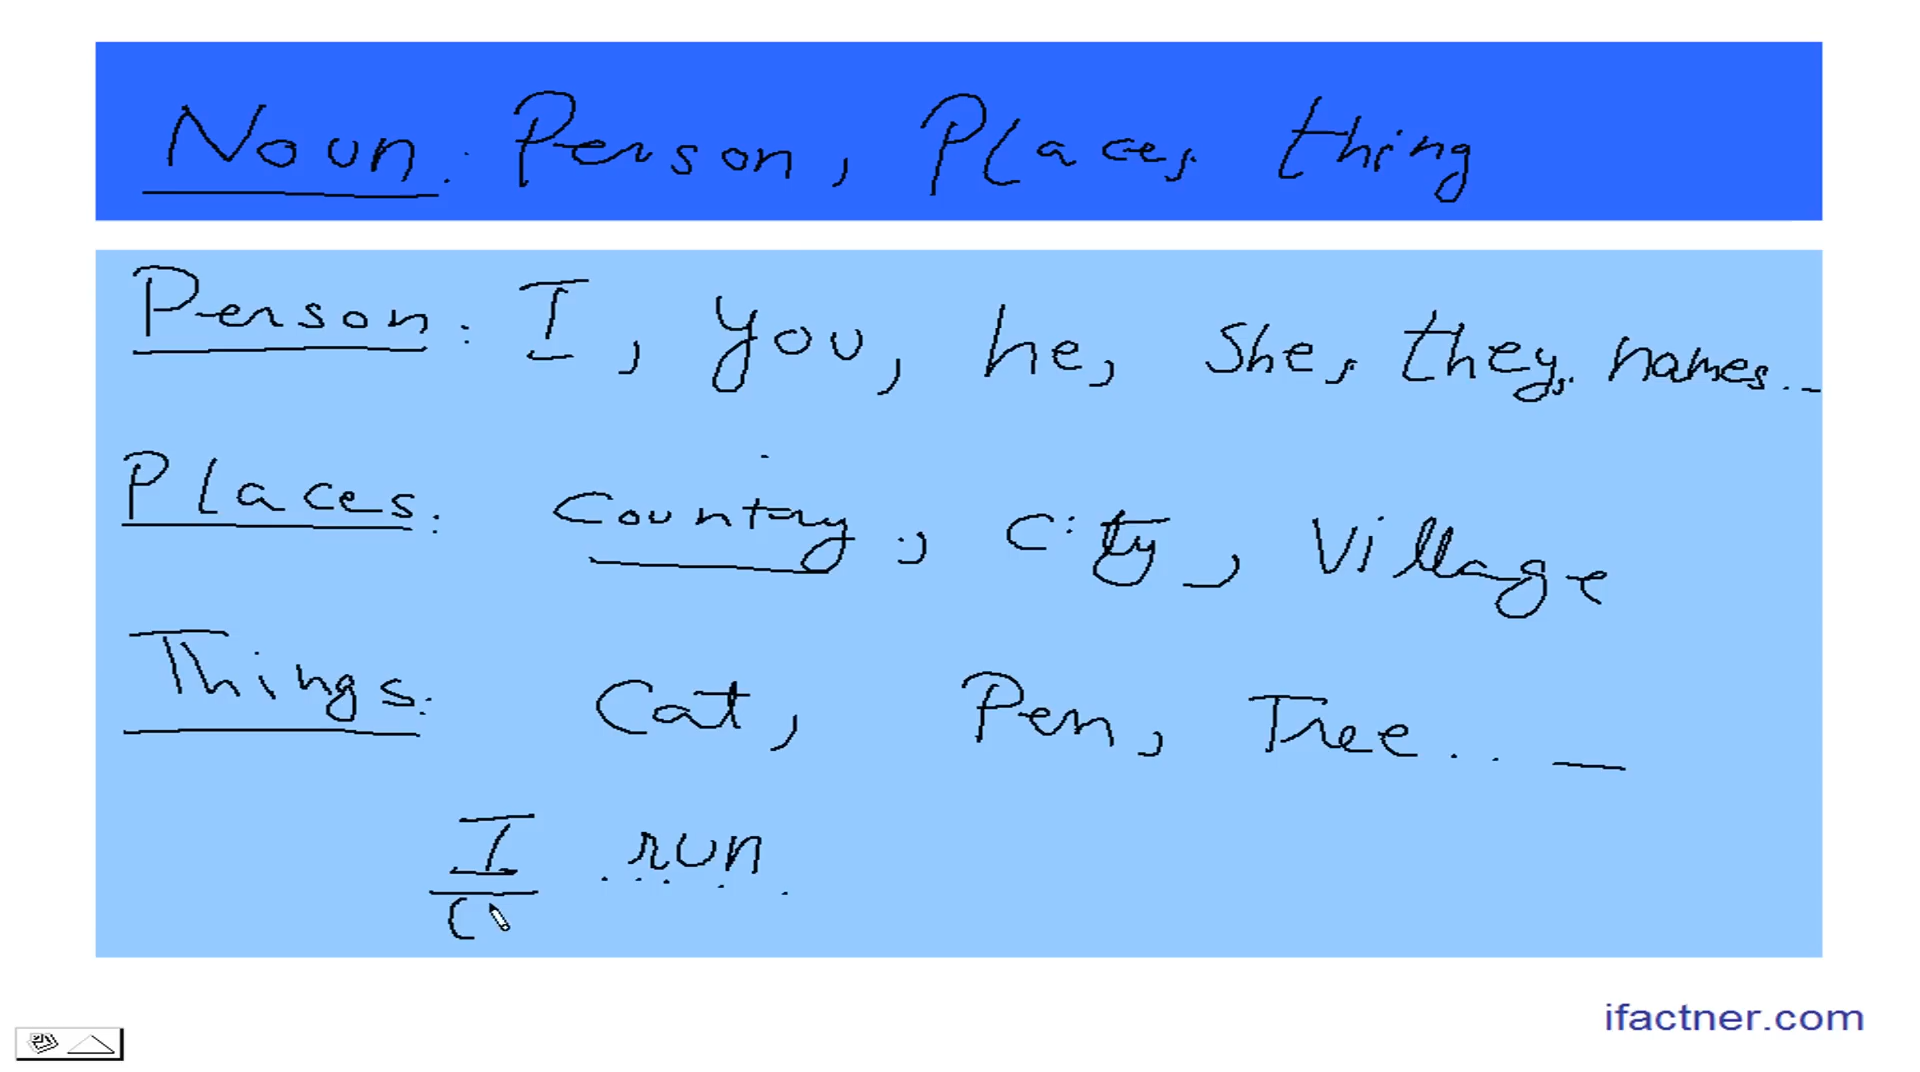 Noun: Person, Places, thing
Person: I, you, he, She, they, names...
Places: Country, City, Village
Things: Cat, Pen, Tree...
I run
ifactner.com